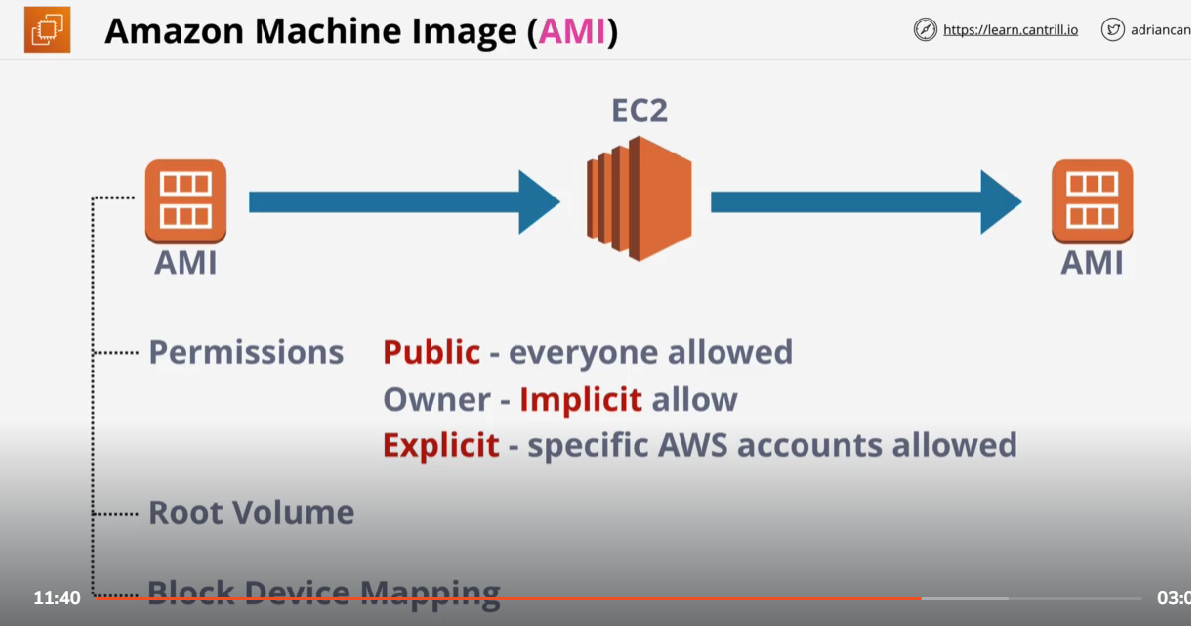 Amazon Machine Image (AMI)
https://learn.cantrill.io
adriancan
EC2
AMI
AMI
Permissions
Public - everyone allowed
Owner - Implicit allow
Explicit - specific AWS accounts allowed
Root Volume
Block Device Mapping
11:40
03:0